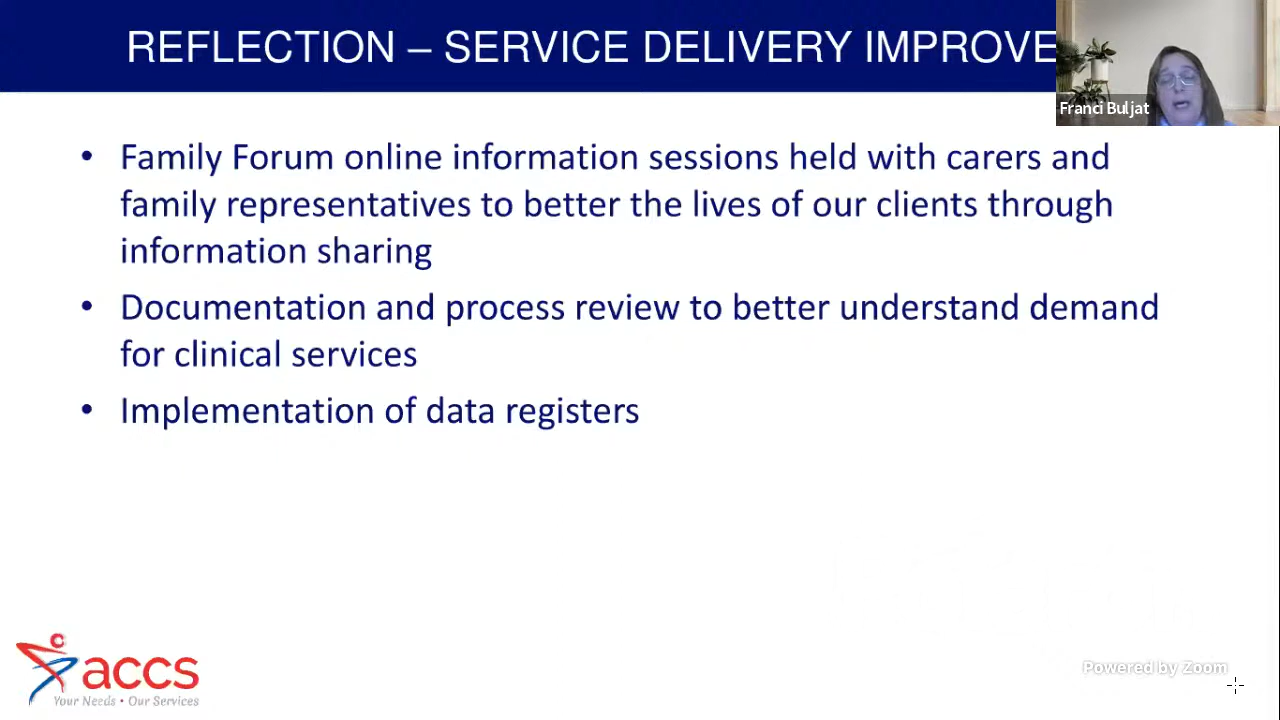 REFLECTION – SERVICE DELIVERY IMPROVE
Franci Buljat
• Family Forum online information sessions held with carers and
family representatives to better the lives of our clients through
information sharing
• Documentation and process review to better understand demand
for clinical services
• Implementation of data registers
accs
Your Needs • Our Services
Powered by Zoom